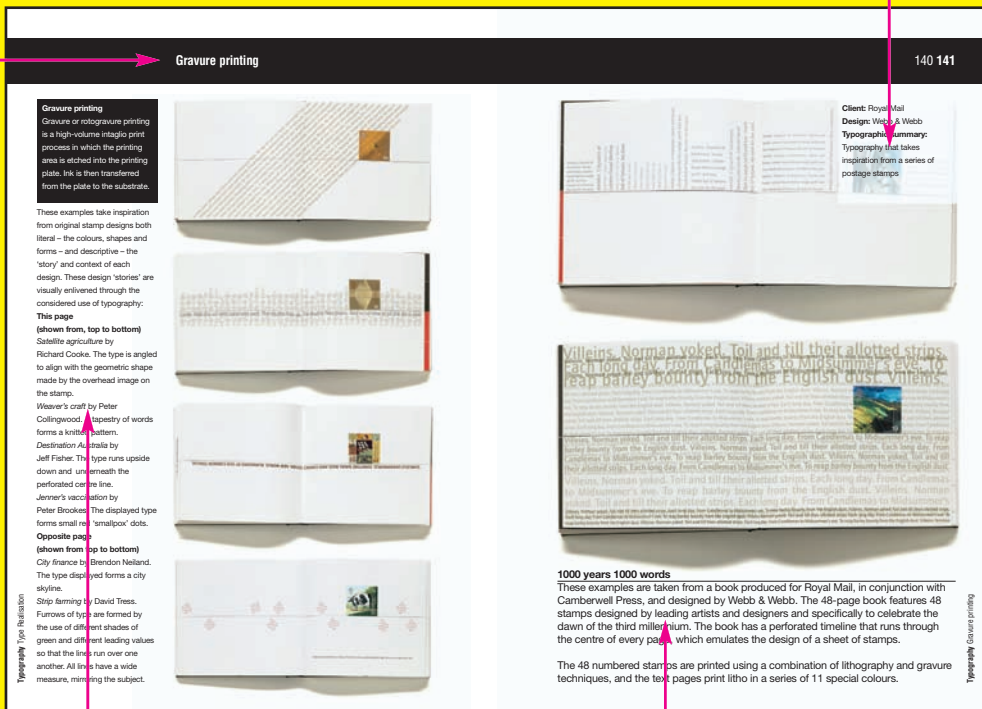 Gravure printing
140 141
Gravure printing
Gravure or rotogravure printing
is a high-volume intaglio print
process in which the printing
area is etched into the printing
plate. Ink is then transferred
from the plate to the substrate.
These examples take inspiration
from original stamp designs both
literal – the colours, shapes and
forms – and descriptive – the
‘story’ and context of each
design. These design ‘stories’ are
visually enlivened through the
considered use of typography:
This page
(shown from, top to bottom)
Satellite agriculture by
Richard Cooke. The type is angled
to align with the geometric shape
made by the overhead image on
the stamp.
Weaver's craft by Peter
Collingwood. A tapestry of words
forms a knitted pattern.
Destination Australia by
Jeff Fisher. The type runs upside
down and underneath the
perforated centre line.
Jenner's vaccination by
Peter Brookes. The displayed type
forms small red ‘smallpox’ dots.
Opposite page
(shown from top to bottom)
City finance by Brendon Neiland.
The type displayed forms a city
skyline.
Strip farming by David Tress.
Furrows of type are formed by
the use of different shades of
green and different leading values
so that the lines run over one
another. All lines have a wide
measure, mirroring the subject.
Typography Type Realisation
Client: Royal Mail
Design: Webb & Webb
Typographic summary:
Typography that takes
inspiration from a series of
postage stamps
Villeins. Norman yoked. Toil and till their allotted strips.
Each long day. From Candlemas to Midsummer's eve. To
reap barley bounty from the English dust. Villeins.
1000 years 1000 words
These examples are taken from a book produced for Royal Mail, in conjunction with
Camberwell Press, and designed by Webb & Webb. The 48-page book features 48
stamps designed by leading artists and designers and specifically to celebrate the
dawn of the third millennium. The book has a perforated timeline that runs through
the centre of every page, which emulates the design of a sheet of stamps.
The 48 numbered stamps are printed using a combination of lithography and gravure
techniques, and the text pages print litho in a series of 11 special colours.
Typography Gravure printing